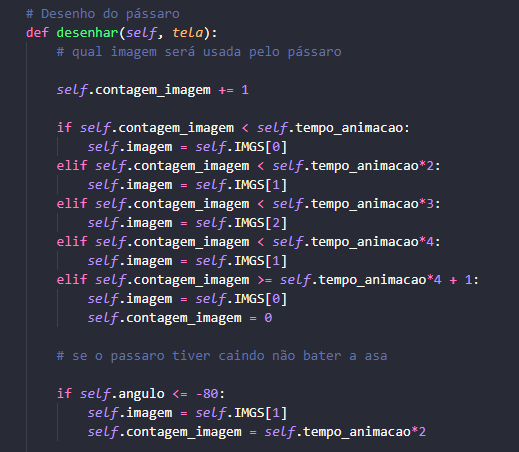 # Desenho do pássaro
def desenhar(self, tela):
    # qual imagem será usada pelo pássaro
    self.contagem_imagem += 1
    if self.contagem_imagem < self.tempo_animacao:
        self.imagem = self.IMGS[0]
    elif self.contagem_imagem < self.tempo_animacao*2:
        self.imagem = self.IMGS[1]
    elif self.contagem_imagem < self.tempo_animacao*3:
        self.imagem = self.IMGS[2]
    elif self.contagem_imagem < self.tempo_animacao*4:
        self.imagem = self.IMGS[1]
    elif self.contagem_imagem >= self.tempo_animacao*4 + 1:
        self.imagem = self.IMGS[0]
        self.contagem_imagem = 0
    # se o passaro tiver caindo não bater a asa
    if self.angulo <= -80:
        self.imagem = self.IMGS[1]
        self.contagem_imagem = self.tempo_animacao*2